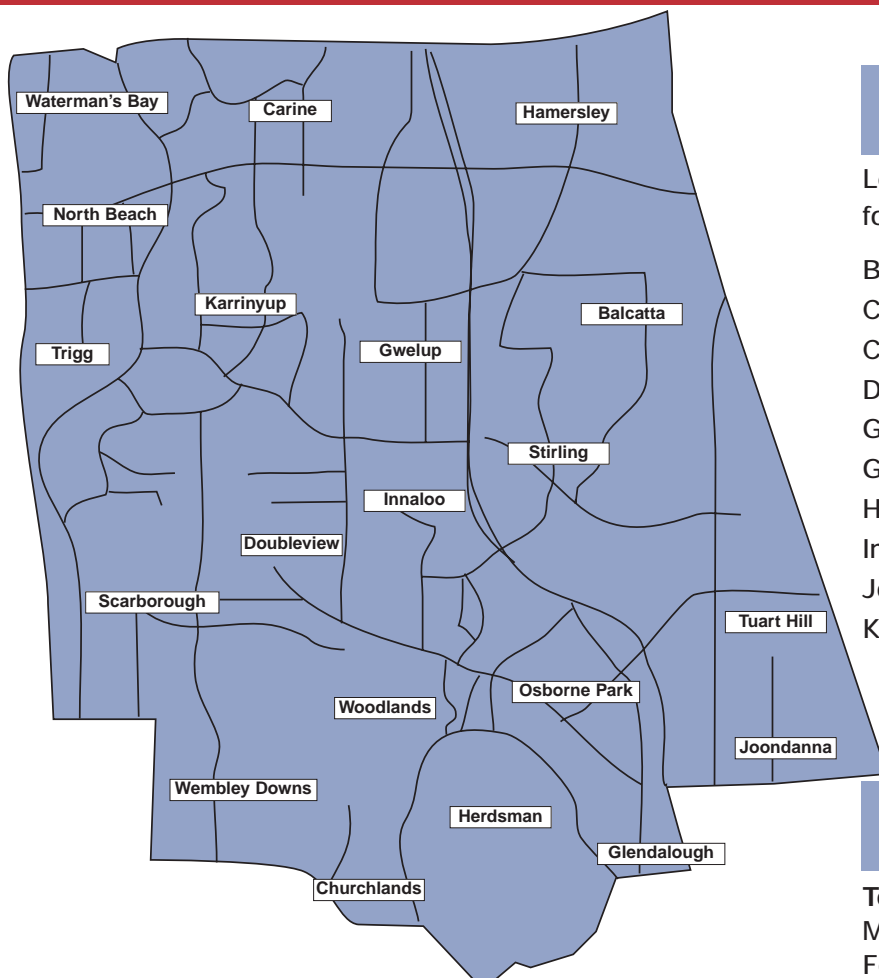 Waterman's Bay
Carine
Hamersley
North Beach
Karrinyup
Balcatta
Trigg
Gwelup
Stirling
Innaloo
Doubleview
Scarborough
Tuart Hill
Osborne Park
Woodlands
Joondanna
Wembley Downs
Herdsman
Glendalough
Churchlands